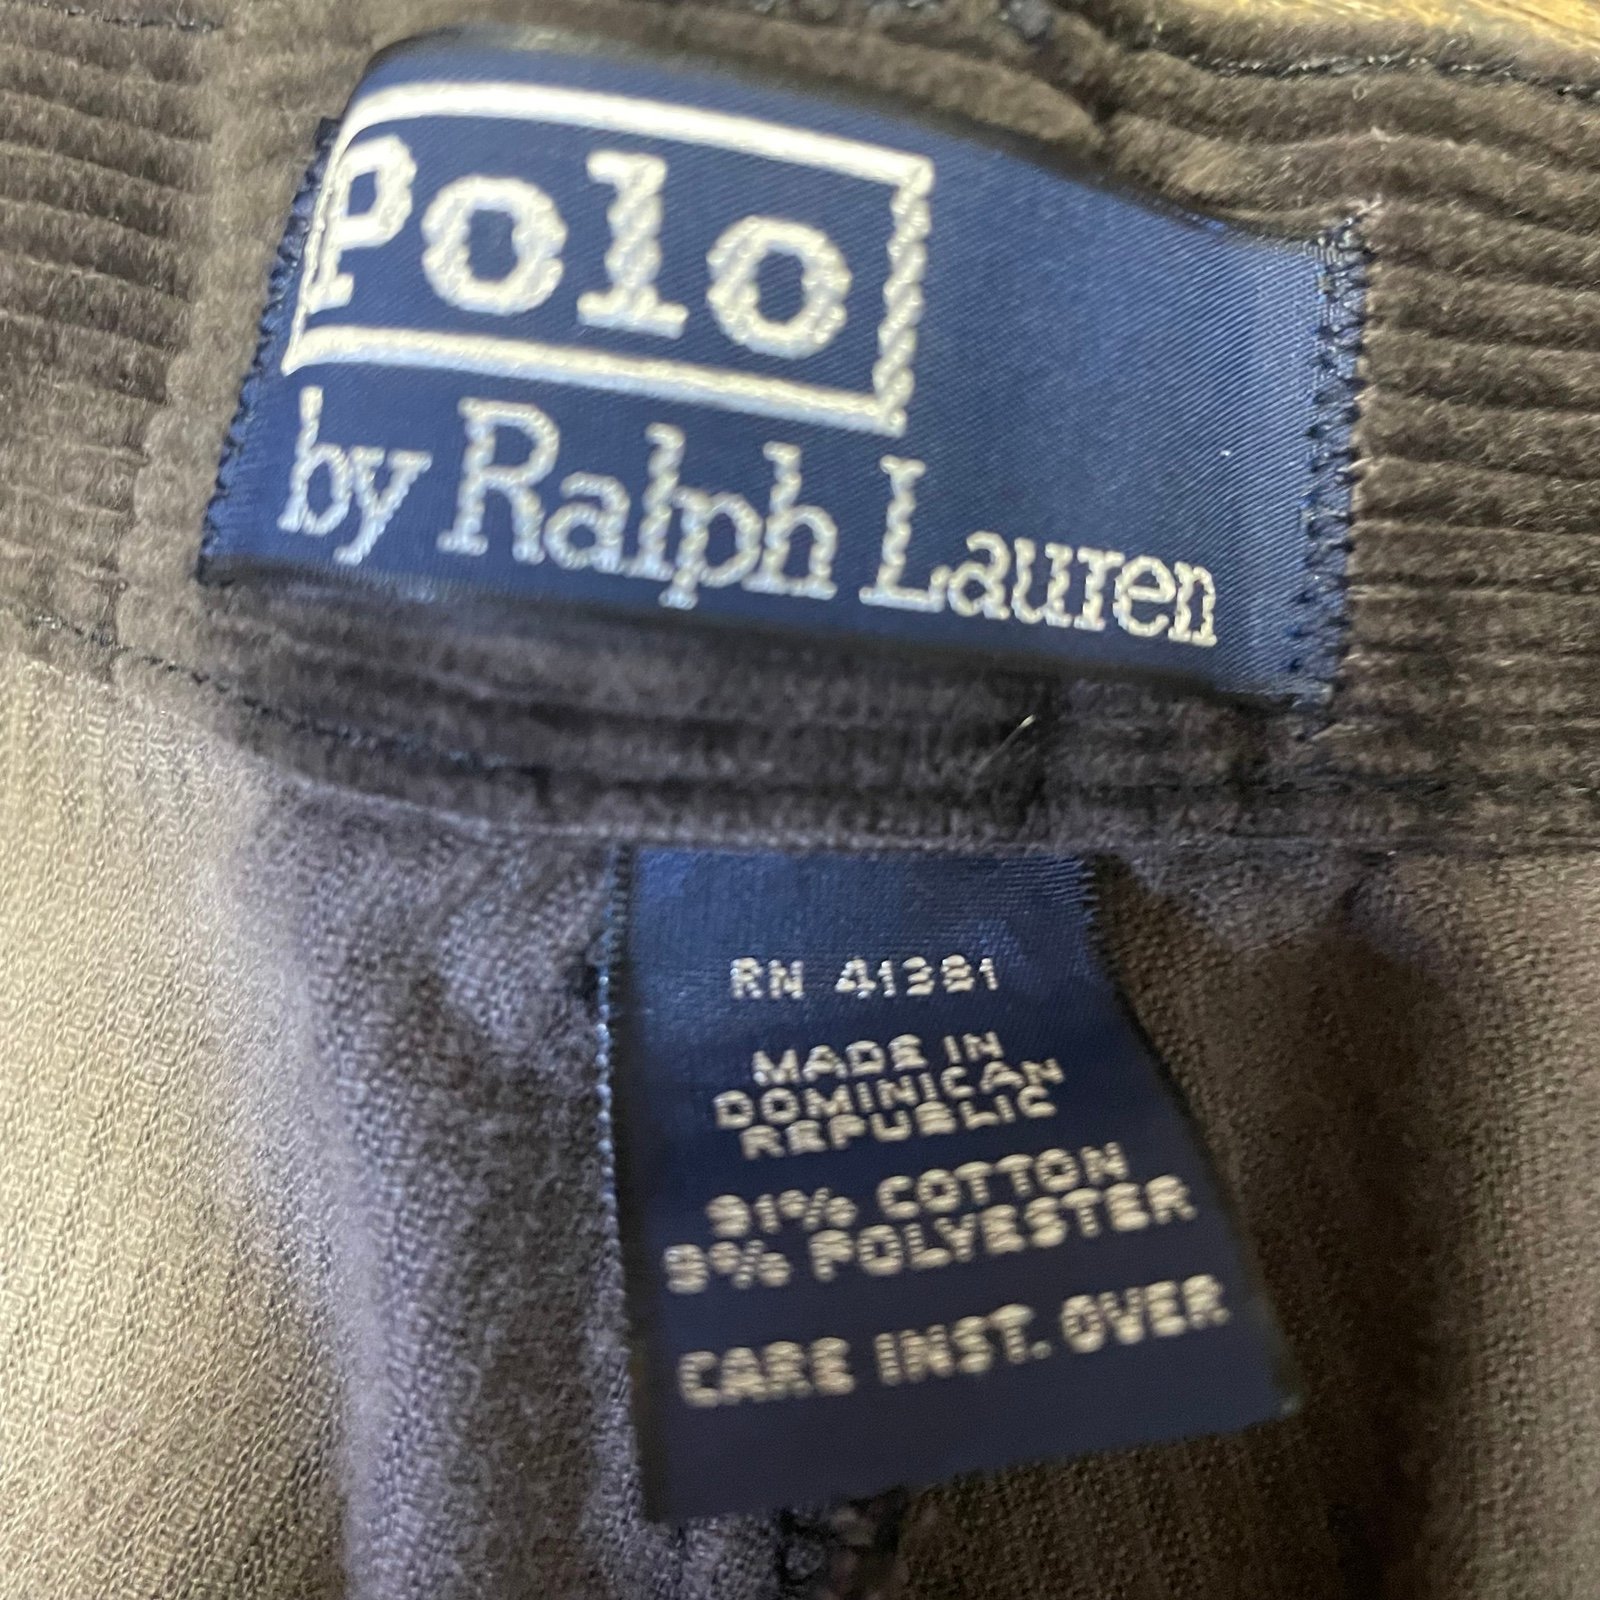 Polo
by Ralph Lauren
RN 41381
MADE IN
DOMINICAN
REPUBLIC
91% COTTON
9% POLYESTER
CARE INST. OVER